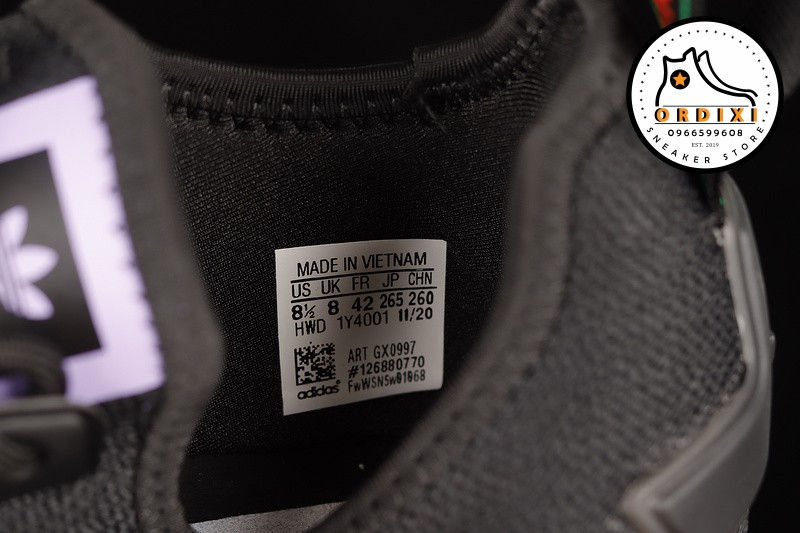 ORDIXI
0966599608
EST. 2019
SNEAKER STORE
MADE IN VIETNAM
US UK FR JP CHN
8½ 8 42 265 260
HWD 1Y4001 11/20
ART GX0997
#126880770
FwWSN5w01068
adidas®